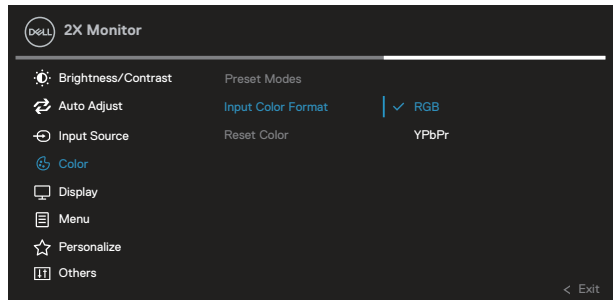 DELL 2X Monitor
Brightness/Contrast Preset Modes
Auto Adjust Input Color Format ✓ RGB
Input Source Reset Color YPbPr
Color
Display
Menu
Personalize
Others
< Exit